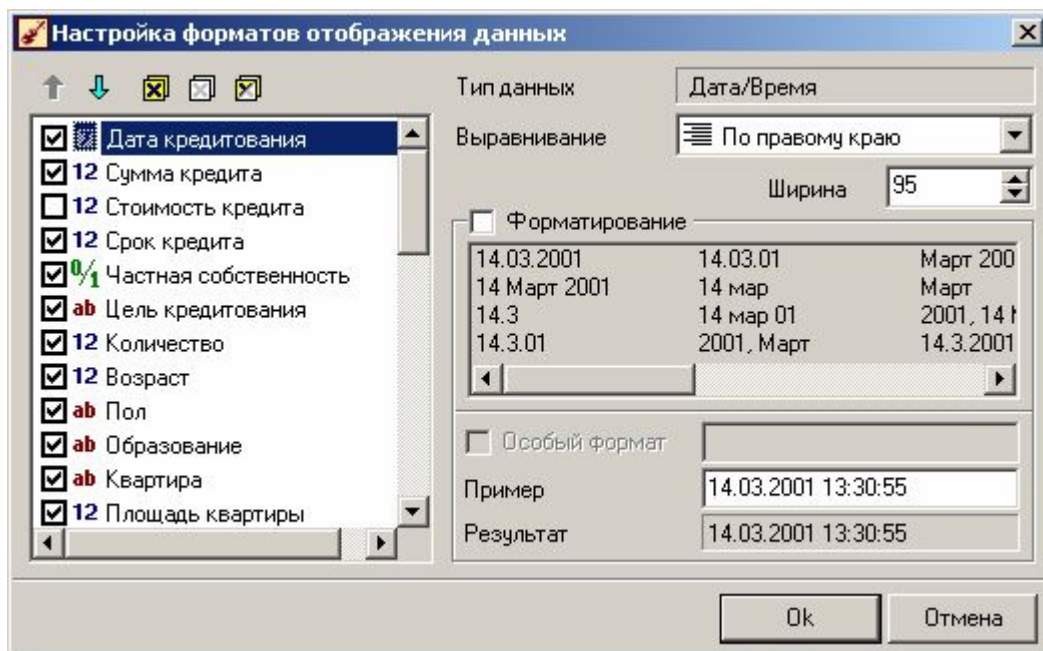 Настройка форматов отображения данных
Дата кредитования
12 Сумма кредита
12 Стоимость кредита
12 Срок кредита
0/1 Частная собственность
ab Цель кредитования
12 Количество
12 Возраст
ab Пол
ab Образование
ab Квартира
12 Площадь квартиры
Тип данных Дата/Время
Выравнивание По правому краю
Ширина 95
Форматирование
14.03.2001 14.03.01 Март 200
14 Март 2001 14 мар Март
14.3 14 мар 01 2001, 14
14.3.01 2001, Март 14.3.2001
Особый формат
Пример 14.03.2001 13:30:55
Результат 14.03.2001 13:30:55
Ok Отмена